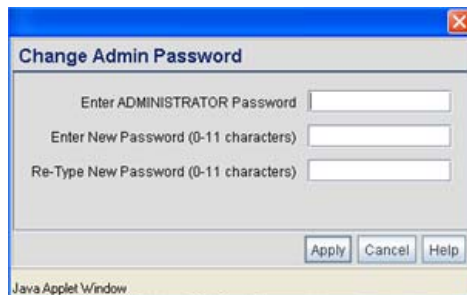 Change Admin Password
Enter ADMINISTRATOR Password
Enter New Password (0-11 characters)
Re-Type New Password (0-11 characters)
Apply Cancel Help
Java Applet Window